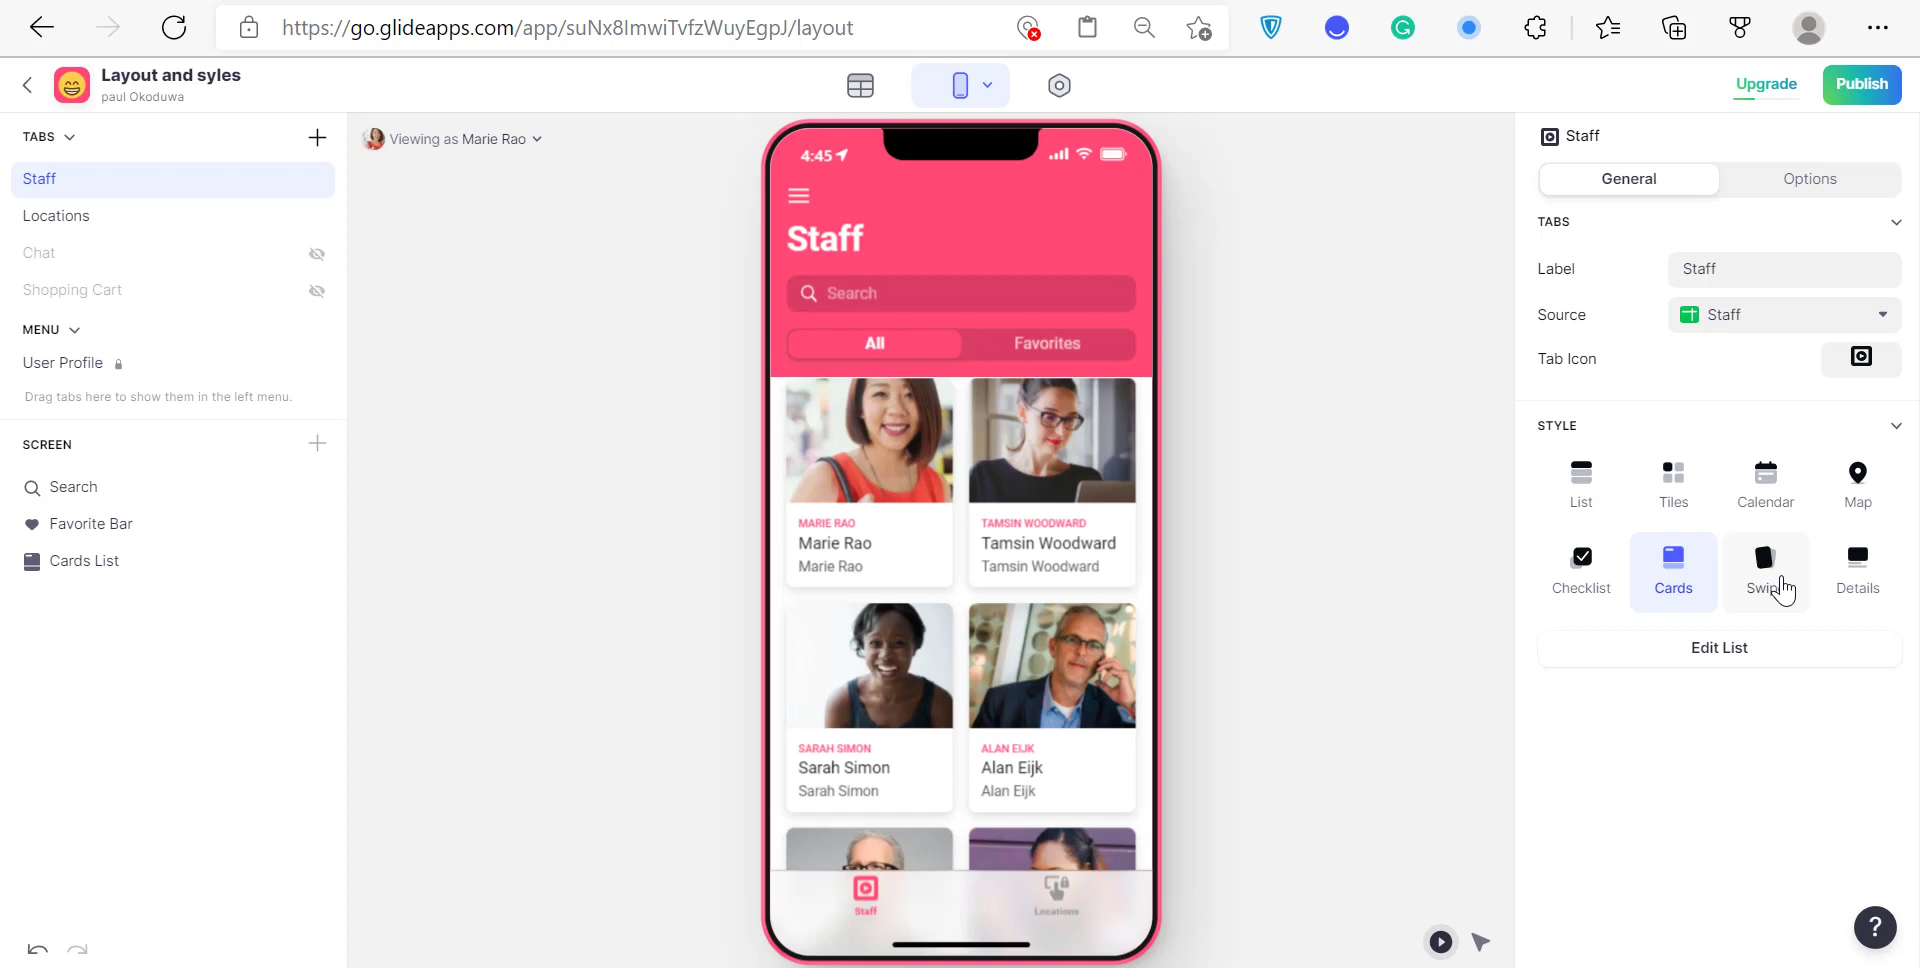 https://go.glideapps.com/app/suNx8lmwiTvfzWuyEgpJ/layout
Layout and syles
paul Okoduwa
Upgrade
Publish
TABS
Staff
Locations
Chat
Shopping Cart
MENU
User Profile
Drag tabs here to show them in the left menu.
SCREEN
Search
Favorite Bar
Cards List
Viewing as Marie Rao
4:45
Staff
Search
All
Favorites
MARIE RAO
Marie Rao
Marie Rao
TAMSIN WOODWARD
Tamsin Woodward
Tamsin Woodward
SARAH SIMON
Sarah Simon
Sarah Simon
ALAN EIJK
Alan Eijk
Alan Eijk
Staff
Locations
Staff
General
Options
TABS
Label
Staff
Source
Staff
Tab Icon
STYLE
List
Tiles
Calendar
Map
Checklist
Cards
Details
Edit List
?